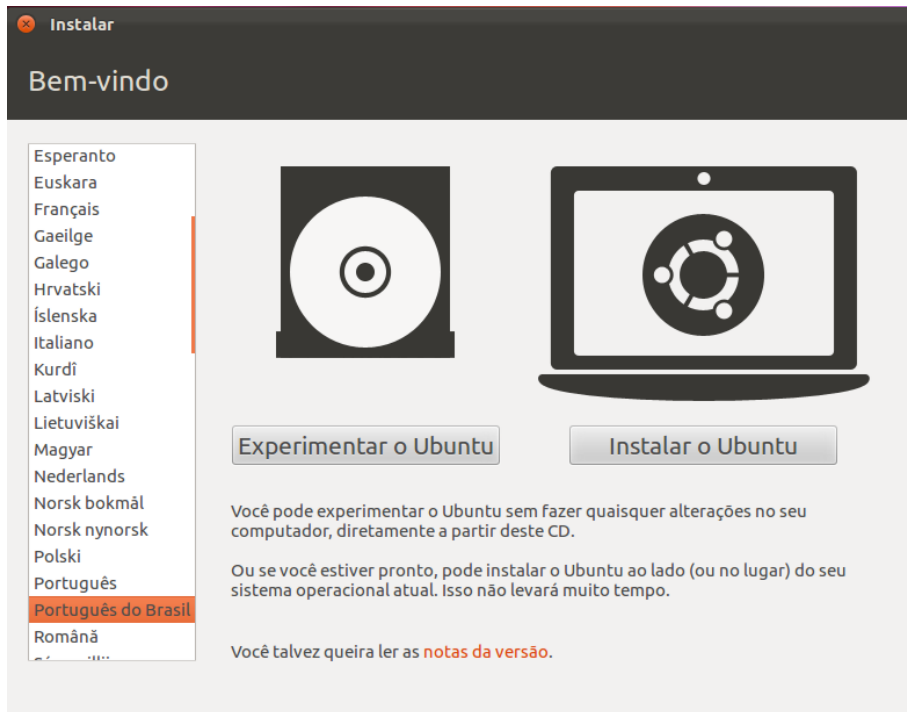 Instalar
Bem-vindo
Esperanto
Euskara
Français
Gaeilge
Galego
Hrvatski
Íslenska
Italiano
Kurdî
Latviski
Lietuviškai
Magyar
Nederlands
Norsk bokmål
Norsk nynorsk
Polski
Português
Português do Brasil
Română
Experimentar o Ubuntu
Instalar o Ubuntu
Você pode experimentar o Ubuntu sem fazer quaisquer alterações no seu
computador, diretamente a partir deste CD.
Ou se você estiver pronto, pode instalar o Ubuntu ao lado (ou no lugar) do seu
sistema operacional atual. Isso não levará muito tempo.
Você talvez queira ler as notas da versão.